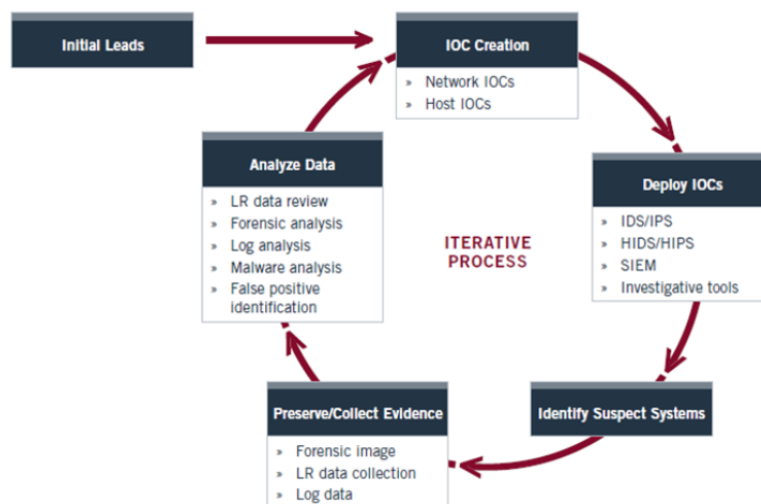 Initial Leads
IOC Creation
» Network IOCs
» Host IOCs
Deploy IOCs
» IDS/IPS
» HIDS/HIPS
» SIEM
» Investigative tools
Identify Suspect Systems
Preserve/Collect Evidence
» Forensic image
» LR data collection
» Log data
Analyze Data
» LR data review
» Forensic analysis
» Log analysis
» Malware analysis
» False positive
identification
ITERATIVE
PROCESS